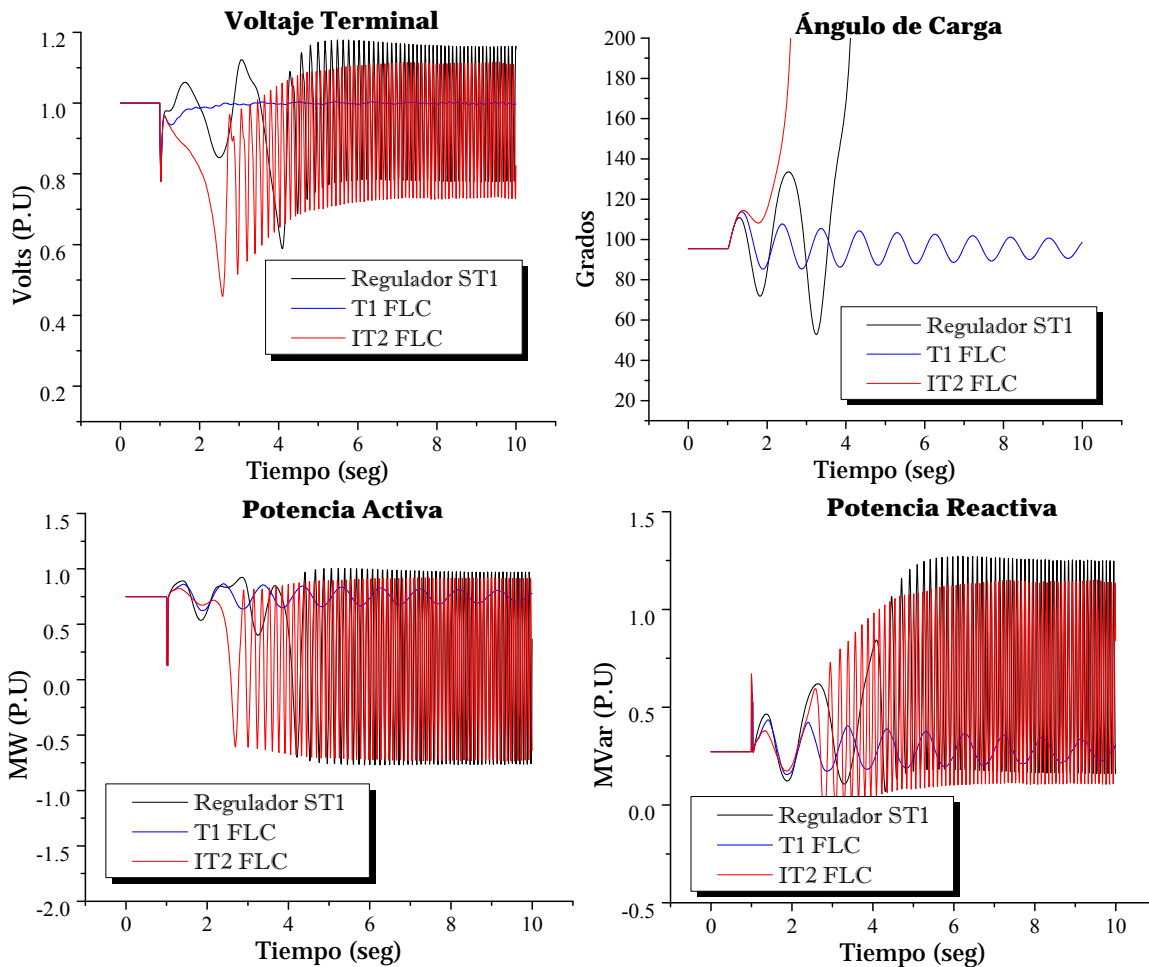 Voltaje Terminal
1.2
1.0
0.8
0.6
1.0
0.4
0.2
Volts (P.U)
Regulador ST1
T1 FLC
IT2 FLC
0 2 4 6 8 10
Tiempo (seg)
Ángulo de Carga
200
180
160
140
120
100
80
60
40
20
Grados
Regulador ST1
T1 FLC
IT2 FLC
0 2 4 6 8 10
Tiempo (seg)
Potencia Activa
1.5
1.0
0.5
0.0
-0.5
-1.0
-1.5
-2.0
MW (P.U)
Regulador ST1
T1 FLC
IT2 FLC
0 2 4 6 8 10
Tiempo (seg)
Potencia Reactiva
1.5
1.0
0.5
0.0
-0.5
MVar (P.U)
Regulador ST1
T1 FLC
IT2 FLC
0 2 4 6 8 10
Tiempo (seg)